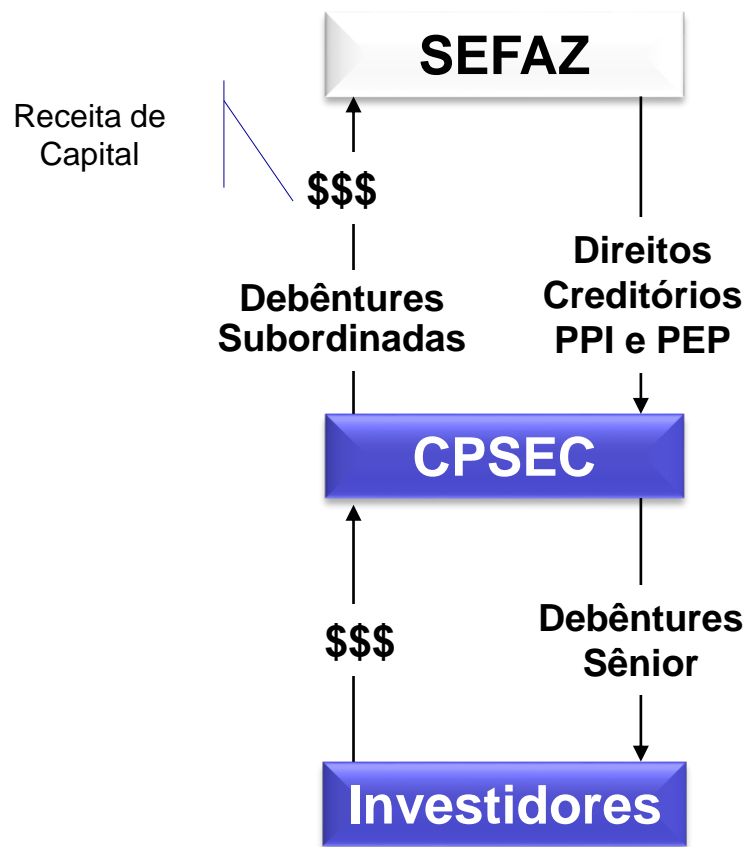 SEFAZ
Receita de
Capital
$$$
Direitos
Creditórios
PPI e PEP
Debêntures
Subordinadas
CPSEC
$$$
Debêntures
Sênior
Investidores